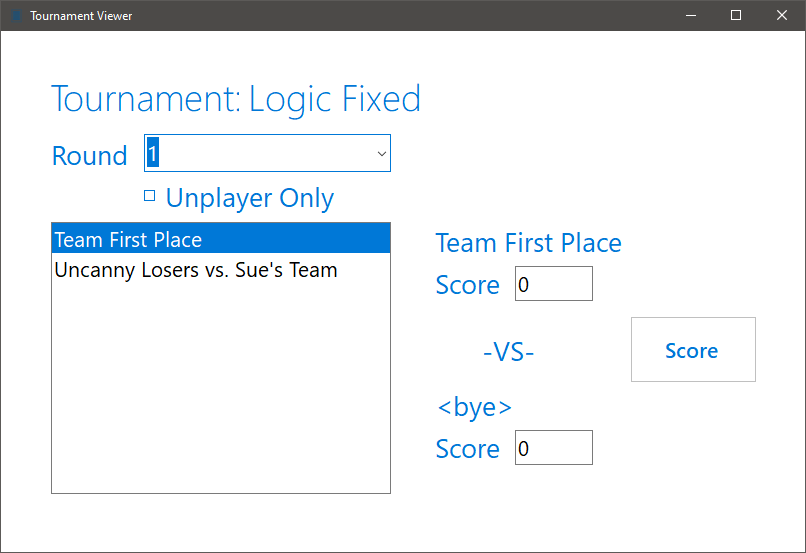 Tournament Viewer
Tournament: Logic Fixed
Round 1
Unplayer Only
Team First Place
Uncanny Losers vs. Sue's Team
Team First Place
Score 0
-VS-
Score
<bye>
Score 0